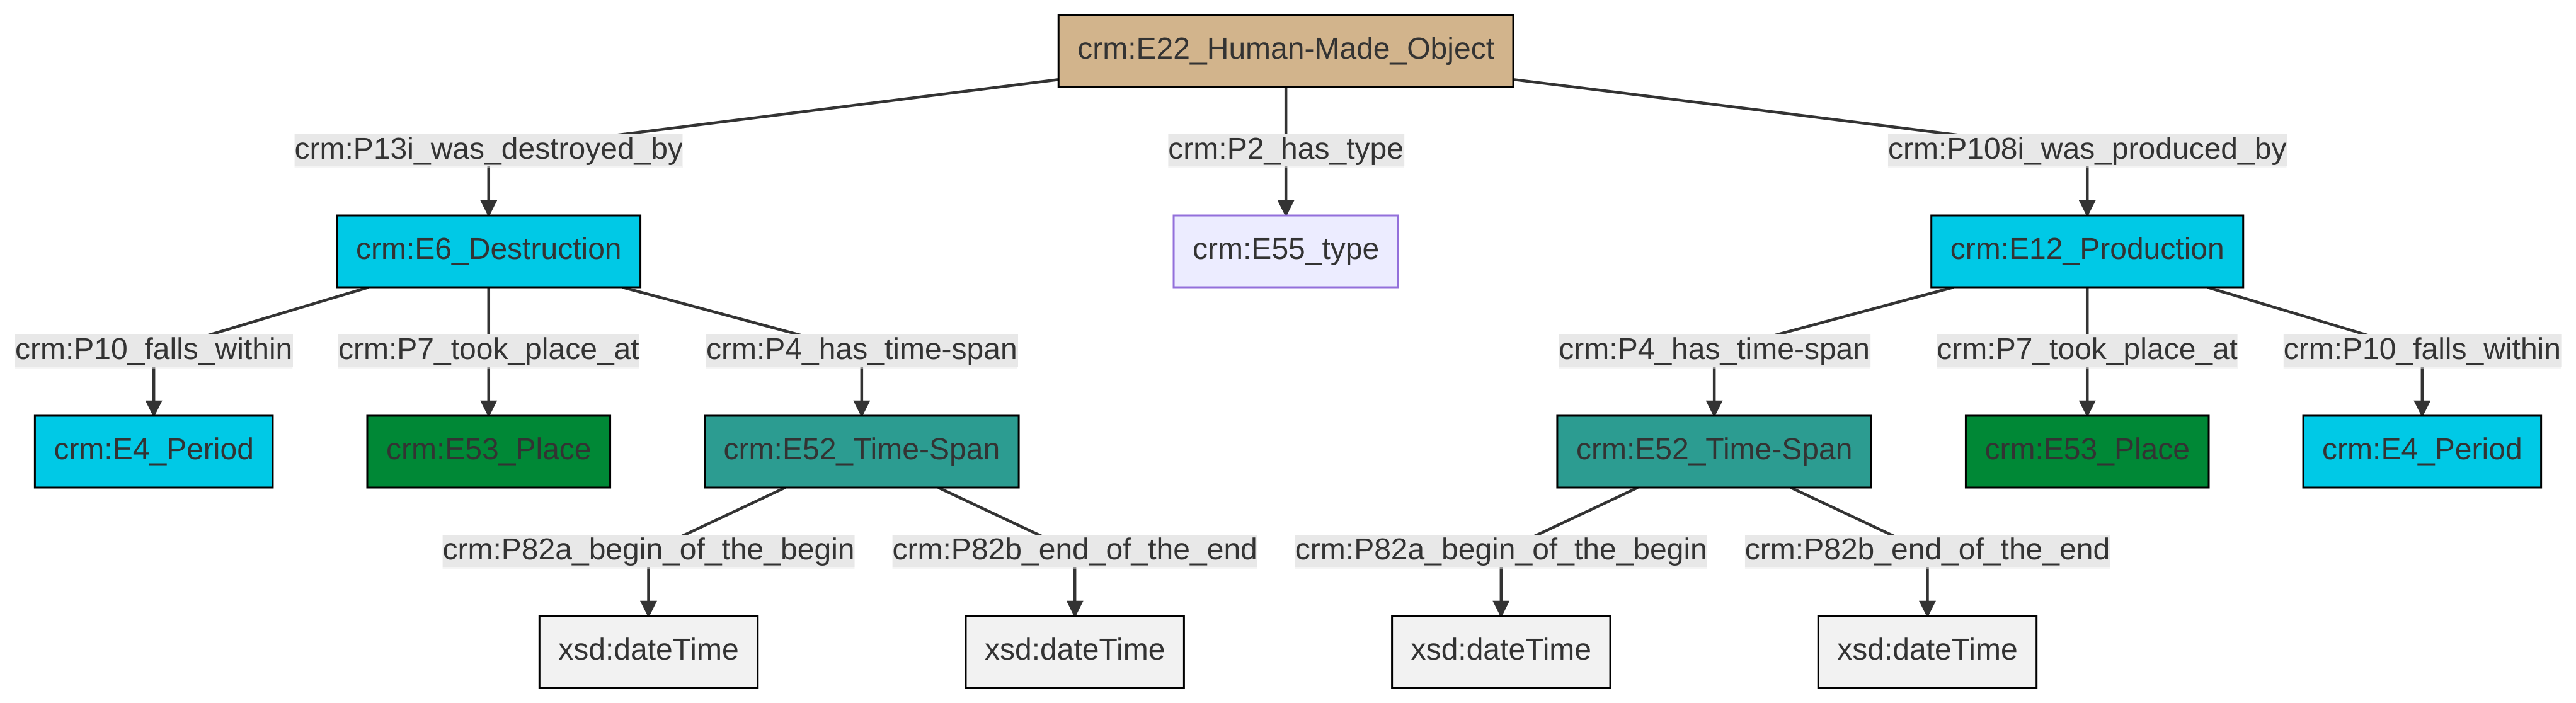 crm:E22_Human-Made_Object
crm:P13i_was_destroyed_by
crm:P2_has_type
crm:P108i_was_produced_by
crm:E6_Destruction
crm:E55_type
crm:E12_Production
crm:P10_falls_within
crm:P7_took_place_at
crm:P4_has_time-span
crm:P4_has_time-span
crm:P7_took_place_at
crm:P10_falls_within
crm:E4_Period
crm:E53_Place
crm:E52_Time-Span
crm:E52_Time-Span
crm:E53_Place
crm:E4_Period
crm:P82a_begin_of_the_begin
crm:P82b_end_of_the_end
crm:P82a_begin_of_the_begin
crm:P82b_end_of_the_end
xsd:dateTime
xsd:dateTime
xsd:dateTime
xsd:dateTime